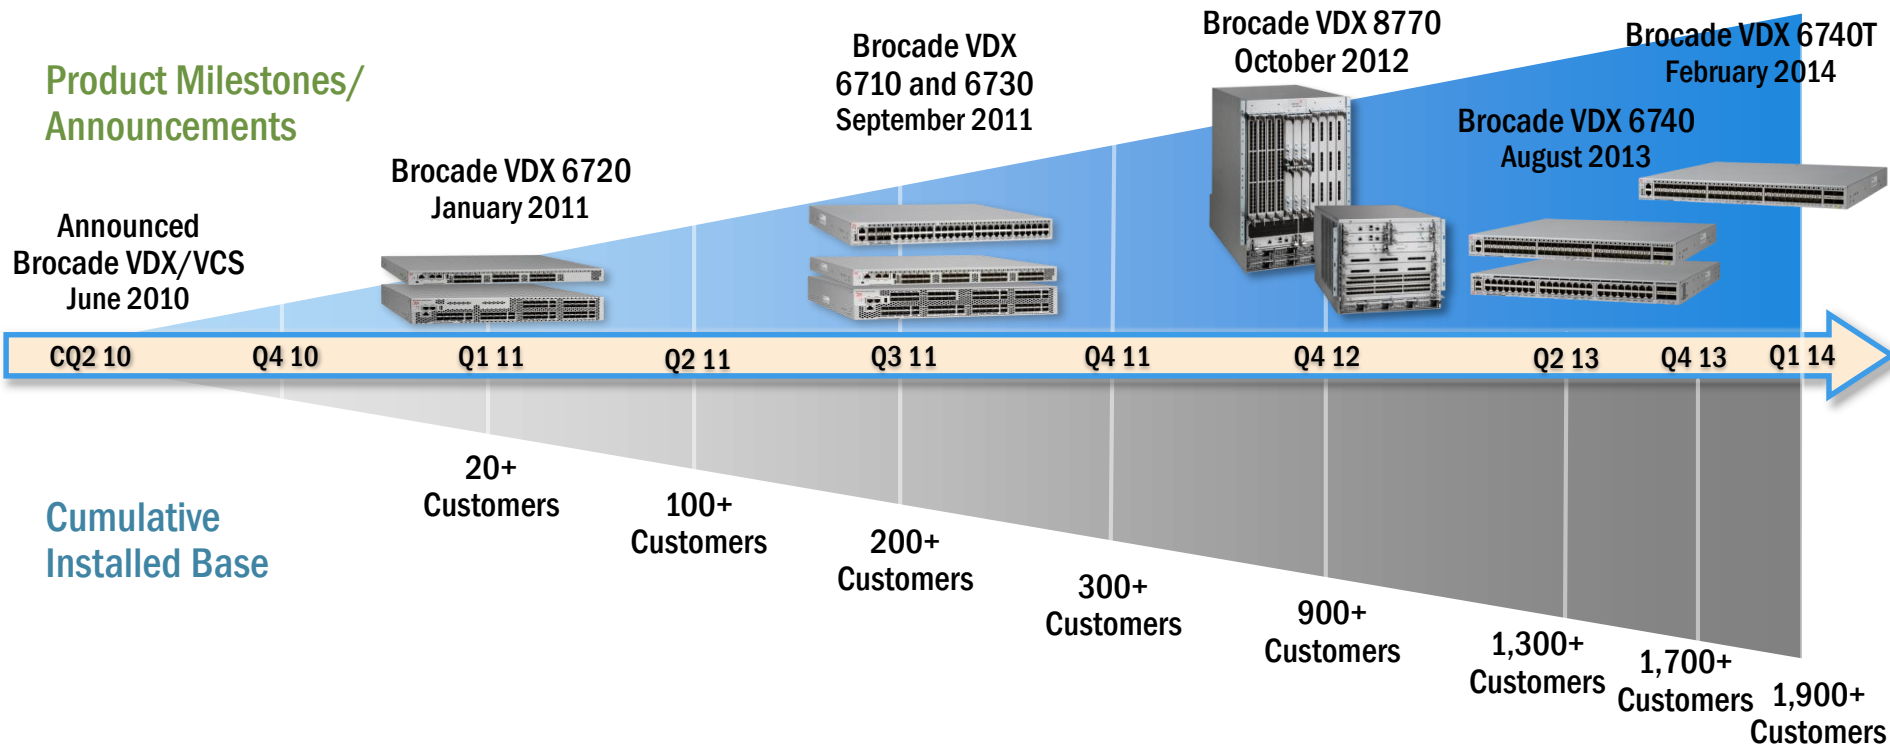 Product Milestones/
Announcements
Announced
Brocade VDX/VCS
June 2010
Brocade VDX 6720
January 2011
Brocade VDX
6710 and 6730
September 2011
Brocade VDX 8770
October 2012
Brocade VDX 6740
August 2013
Brocade VDX 6740T
February 2014
CQ2 10
Q4 10
Q1 11
Q2 11
Q3 11
Q4 11
Q4 12
Q2 13
Q4 13
Q1 14
Cumulative
Installed Base
20+
Customers
100+
Customers
200+
Customers
300+
Customers
900+
Customers
1,300+
Customers
1,700+
Customers
1,900+
Customers